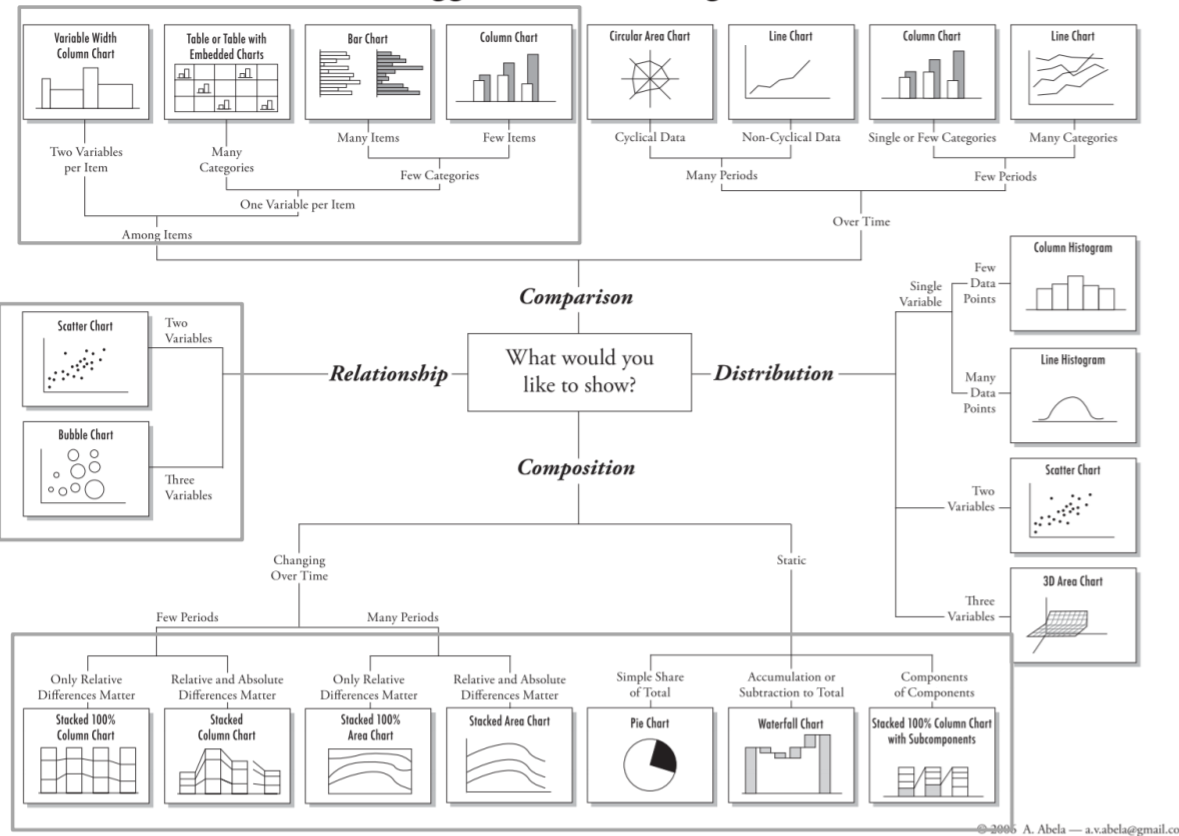 Variable Width
Column Chart
Table or Table with
Embedded Charts
Bar Chart
Column Chart
Circular Area Chart
Line Chart
Column Chart
Line Chart
Two Variables
per Item
Many
Categories
Many Items
Few Items
Cyclical Data
Non-Cyclical Data
Single or Few Categories
Many Categories
Few Categories
Many Periods
Few Periods
One Variable per Item
Among Items
Over Time
Comparison
What would you
like to show?
Relationship
Distribution
Composition
Scatter Chart
Two
Variables
Bubble Chart
Three
Variables
Single
Variable
Few
Data
Points
Column Histogram
Many
Data
Points
Line Histogram
Two
Variables
Scatter Chart
Three
Variables
3D Area Chart
Changing
Over Time
Static
Few Periods
Many Periods
Only Relative
Differences Matter
Relative and Absolute
Differences Matter
Only Relative
Differences Matter
Relative and Absolute
Differences Matter
Simple Share
of Total
Accumulation or
Subtraction to Total
Components
of Components
Stacked 100%
Column Chart
Stacked
Column Chart
Stacked 100%
Area Chart
Stacked Area Chart
Pie Chart
Waterfall Chart
Stacked 100% Column Chart
with Subcomponents
© 2006 A. Abela — a.v.abela@gmail.co